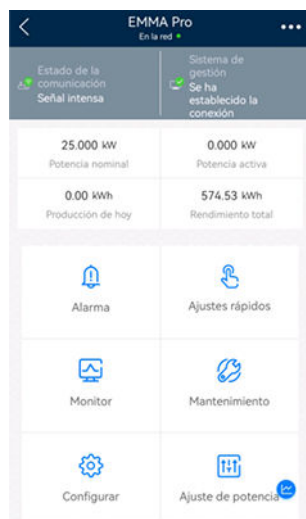 EMMA Pro
En la red
Estado de la
comunicación
Señal intensa
Sistema de
gestión
Se ha
establecido la
conexión
25.000 kW
Potencia nominal
0.000 kW
Potencia activa
0.00 kWh
Producción de hoy
574.53 kWh
Rendimiento total
Alarma
Ajustes rápidos
Monitor
Mantenimiento
Configurar
Ajuste de potencia